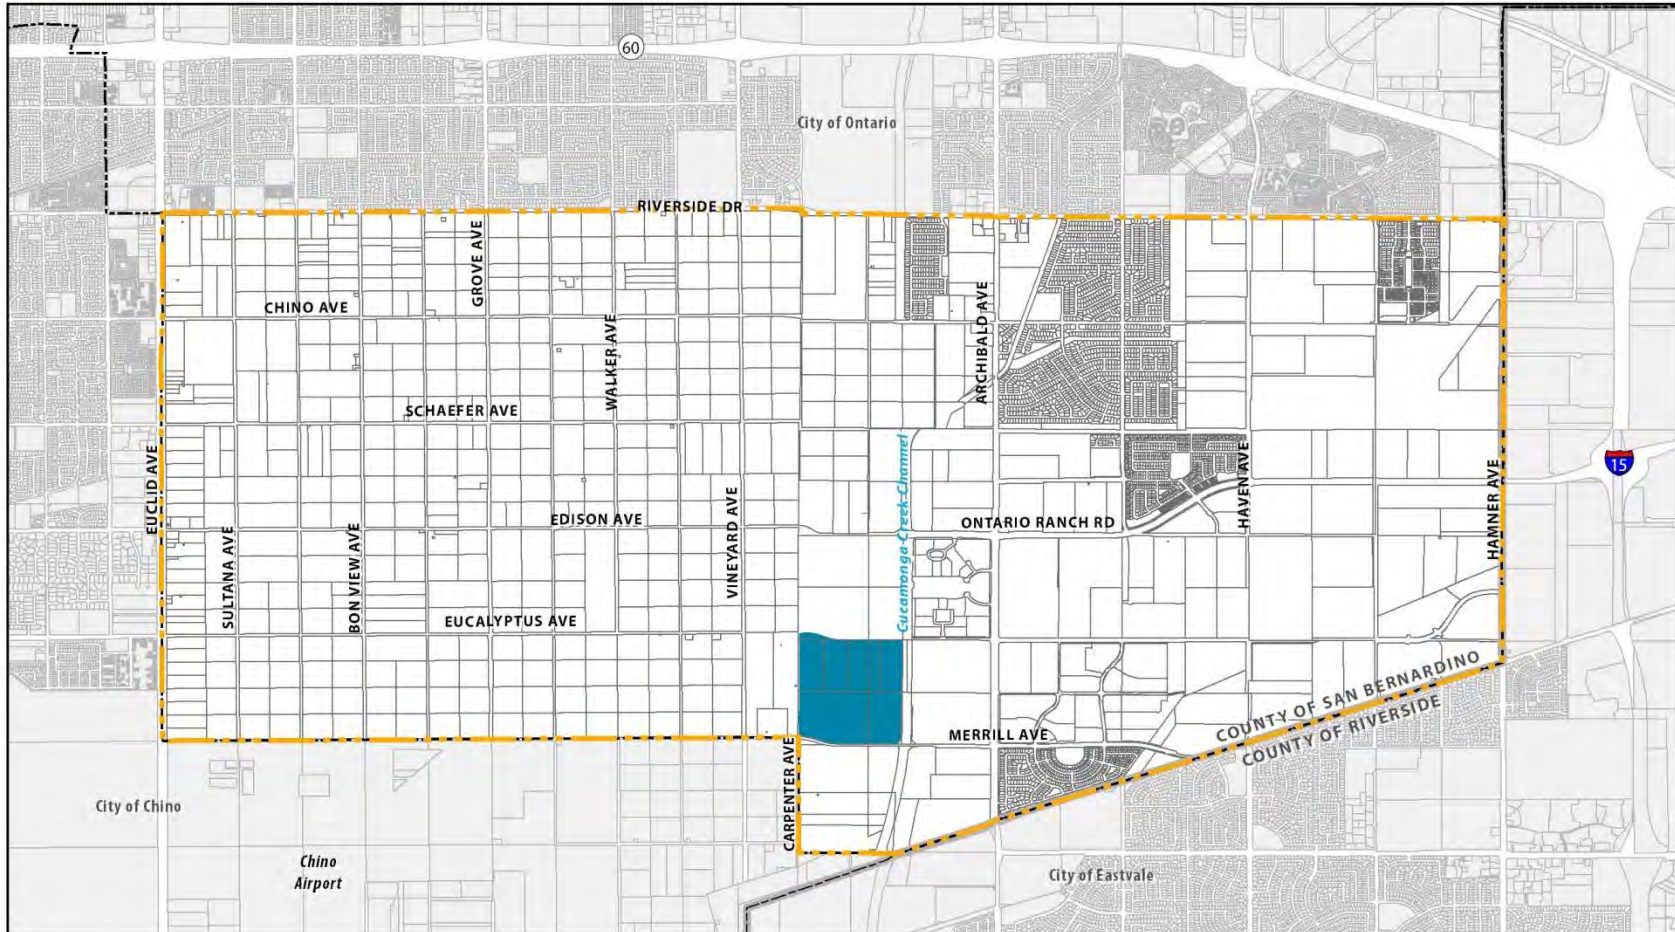 60
City of Ontario
RIVERSIDE DR
GROVE AVE
CHINO AVE
WALKER AVE
ARCHIBALD AVE
SCHAEFER AVE
EUCLID AVE
Cucamonga Creek Channel
HAVEN AVE
HAMNER AVE
15
SULTANA AVE
BON VIEW AVE
EDISON AVE
VINEYARD AVE
ONTARIO RANCH RD
EUCALYPTUS AVE
COUNTY OF SAN BERNARDINO
COUNTY OF RIVERSIDE
MERRILL AVE
CARPENTER AVE
City of Chino
Chino
Airport
City of Eastvale